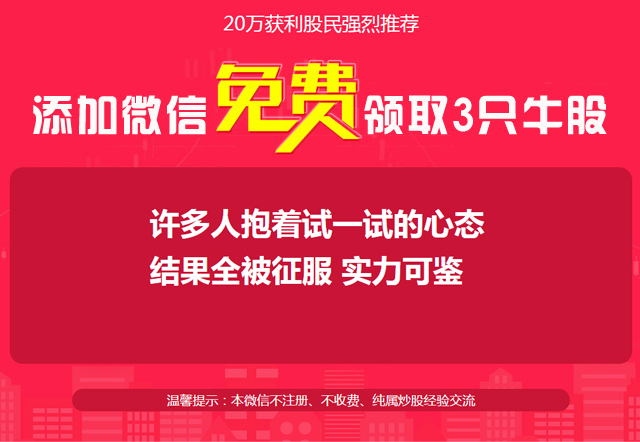 20万获利股民强烈推荐
添加微信免费领取3只牛股
许多人抱着试一试的心态
结果全被征服 实力可鉴
温馨提示：本微信不注册、不收费、纯属炒股经验交流